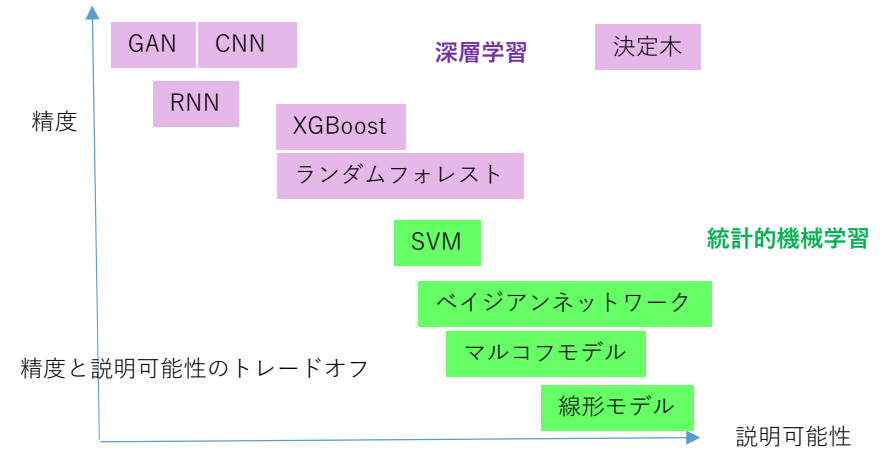 GAN
CNN
深層学習
決定木
RNN
精度
XGBoost
ランダムフォレスト
SVM
統計的機械学習
ベイジアンネットワーク
マルコフモデル
精度と説明可能性のトレードオフ
線形モデル
説明可能性